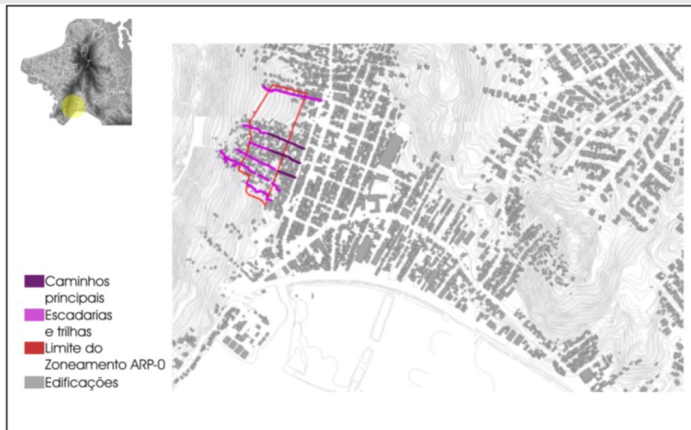 Caminhos
principais
Escadarias
e trilhas
Limite do
Zoneamento ARP-0
Edificações